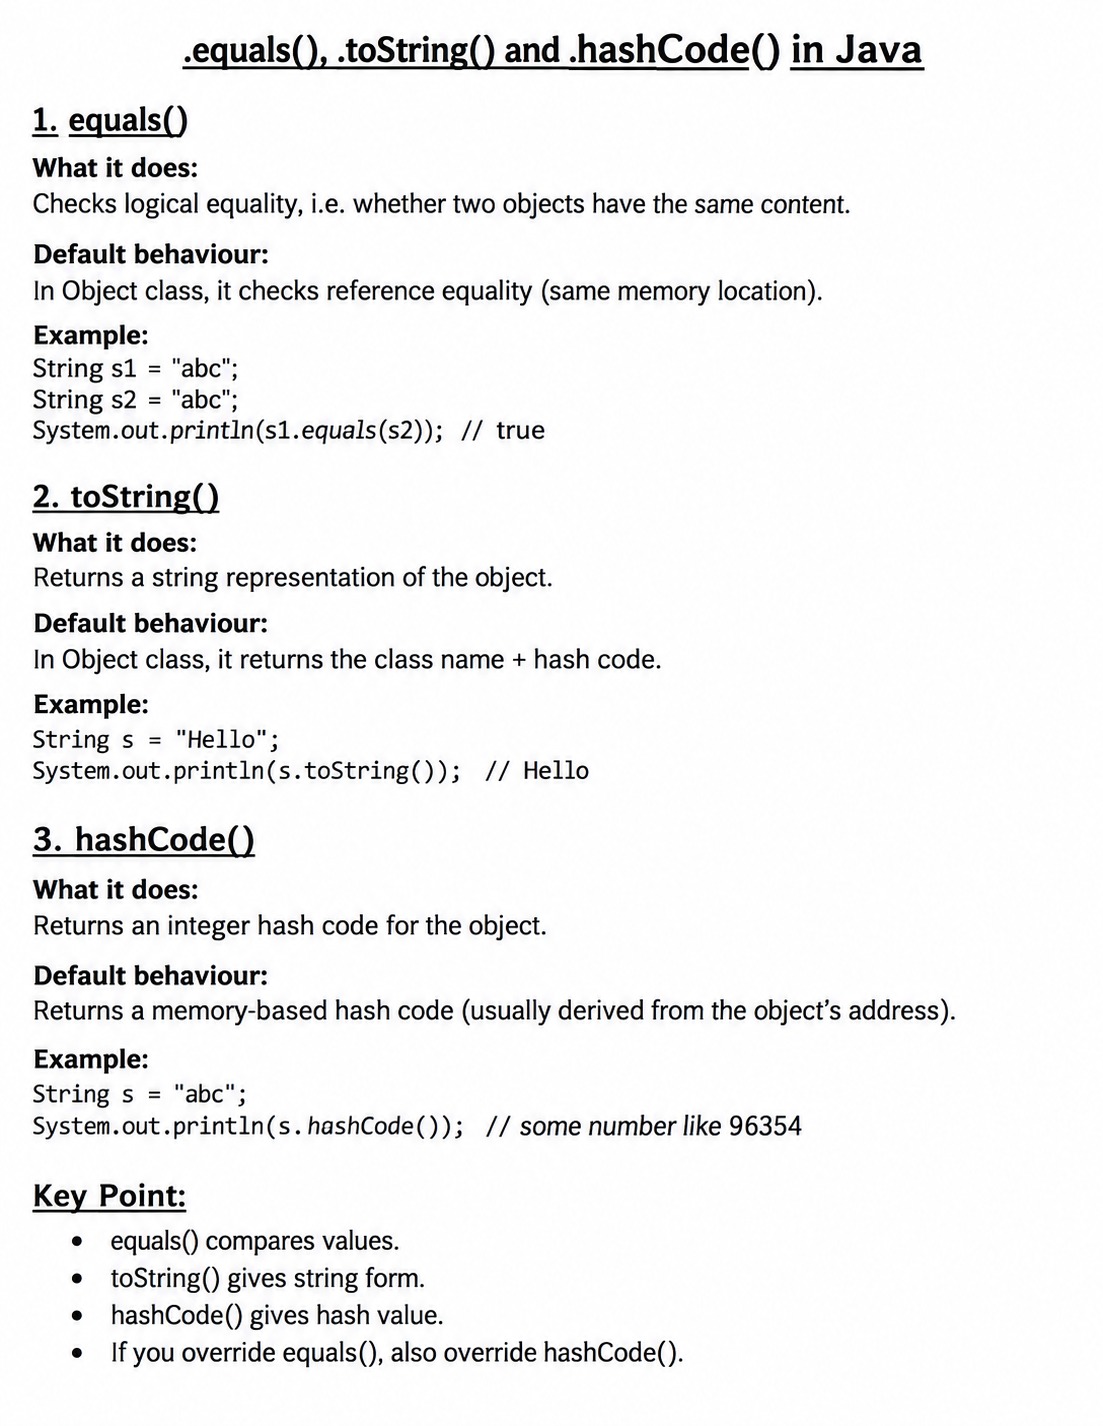 .equals(), .toString() and .hashCode() in Java
1. equals()
What it does:
Checks logical equality, i.e. whether two objects have the same content.
Default behaviour:
In Object class, it checks reference equality (same memory location).
Example:
String s1 = "abc";
String s2 = "abc";
System.out.println(s1.equals(s2)); // true
2. toString()
What it does:
Returns a string representation of the object.
Default behaviour:
In Object class, it returns the class name + hash code.
Example:
String s = "Hello";
System.out.println(s.toString()); // Hello
3. hashCode()
What it does:
Returns an integer hash code for the object.
Default behaviour:
Returns a memory-based hash code (usually derived from the object’s address).
Example:
String s = "abc";
System.out.println(s.hashCode()); // some number like 96354
Key Point:
• equals() compares values.
• toString() gives string form.
• hashCode() gives hash value.
• If you override equals(), also override hashCode().